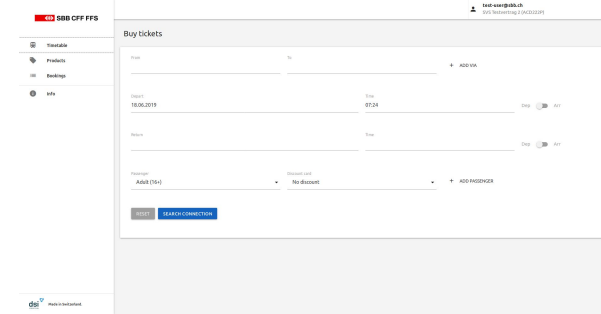 SBB CFF FFS
test-user@sbb.ch
SVS Testvertrag 2 (ACD222P)
Buy tickets
Timetable
Products
Bookings
Info
From
To
+ ADD VIA
Depart
Time
18.06.2019
07:24
Dep
Arr
Return
Time
Dep
Arr
Passenger
Discount card
Adult (16+)
No discount
+ ADD PASSENGER
RESET
SEARCH CONNECTION
dsi
Made in Switzerland